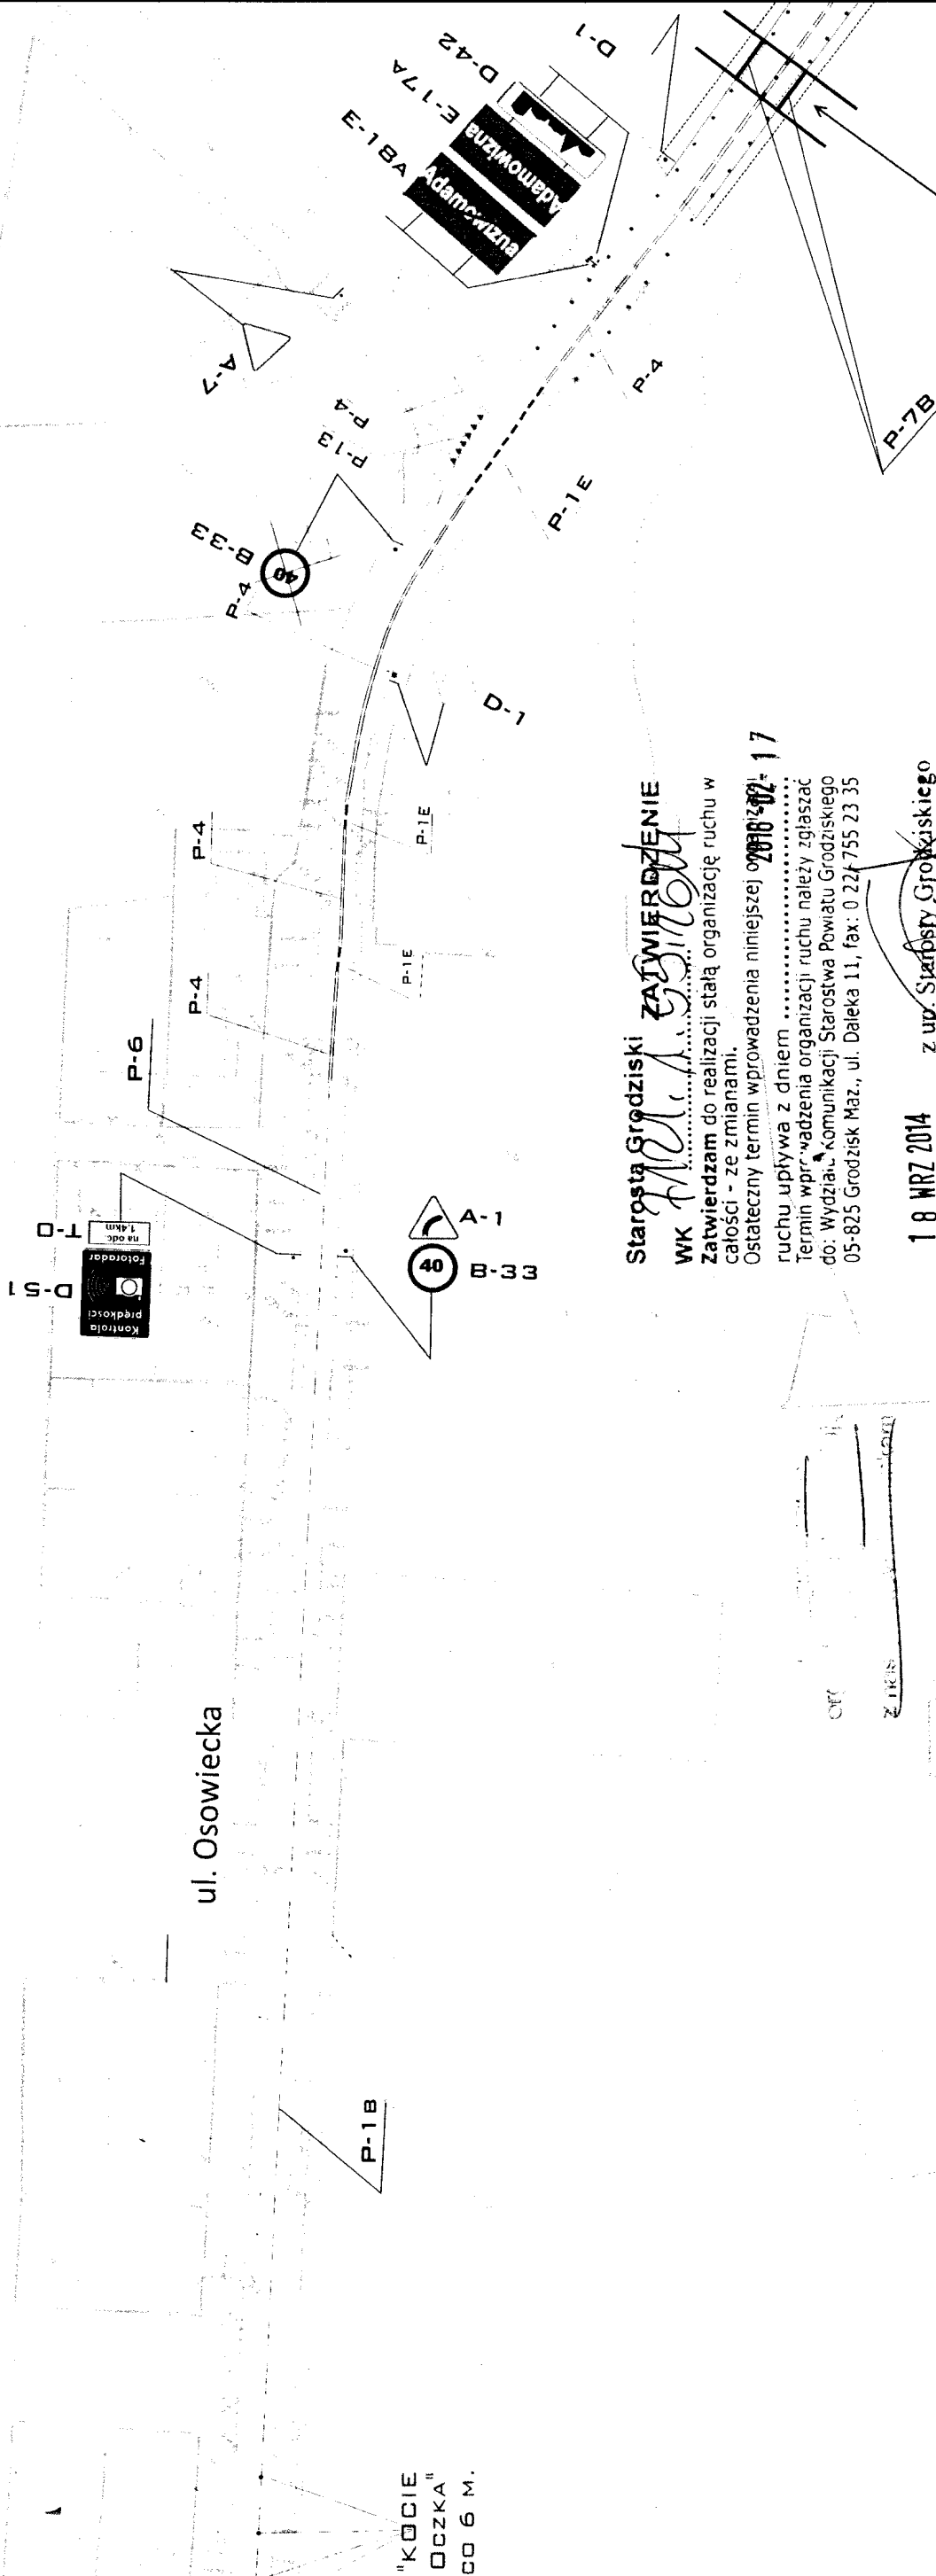 D-1
D-42
E-17A
E-18A
Adamowizna
Adamowizna
A-7
P-4
P-13
B-33
40
P-4
P-4
P-1E
P-7B
D-1
P-4
P-1E
P-4
P-1E
P-6
T-0
na odc.
1.4km
D-51
Kontrola
prędkości
Fotoradar
A-1
40
B-33
ul. Osowiecka
P-1B
"KOCIE
OCZKA"
CO 6 M.
Starosta Grodziski ZATWIERDZENIE
WK
Zatwierdzam do realizacji stałą organizację ruchu w
całości - ze zmianami.
Ostateczny termin wprowadzenia niniejszej organizacji
ruchu upływa z dniem
Termin wprowadzenia organizacji ruchu należy zgłaszać
do: Wydział Komunikacji Starostwa Powiatu Grodziskiego
05-825 Grodzisk Maz., ul. Daleka 11, fax: 0 22 755 23 35
18 WRZ 2014 z up. Starosty Grodziskiego